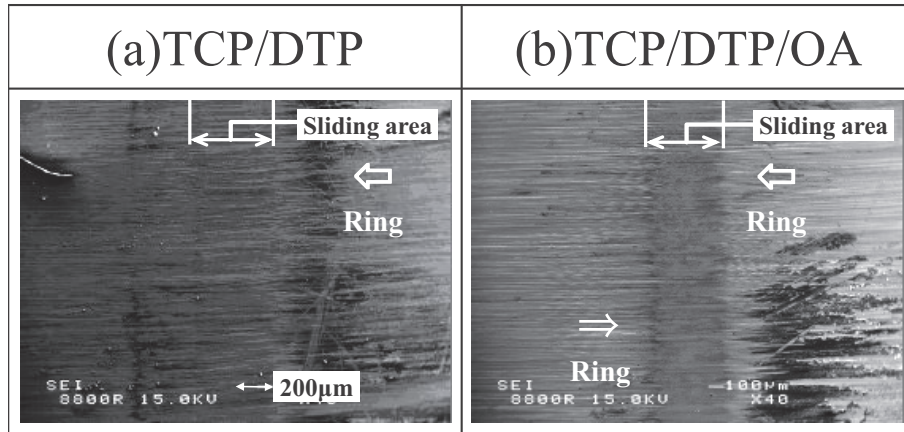 (a)TCP/DTP
(b)TCP/DTP/OA
Sliding area
Ring
200μm
SEI
8800R 15.0KV
Sliding area
Ring
Ring
SEI
8800R 15.0KV
100μm
X40